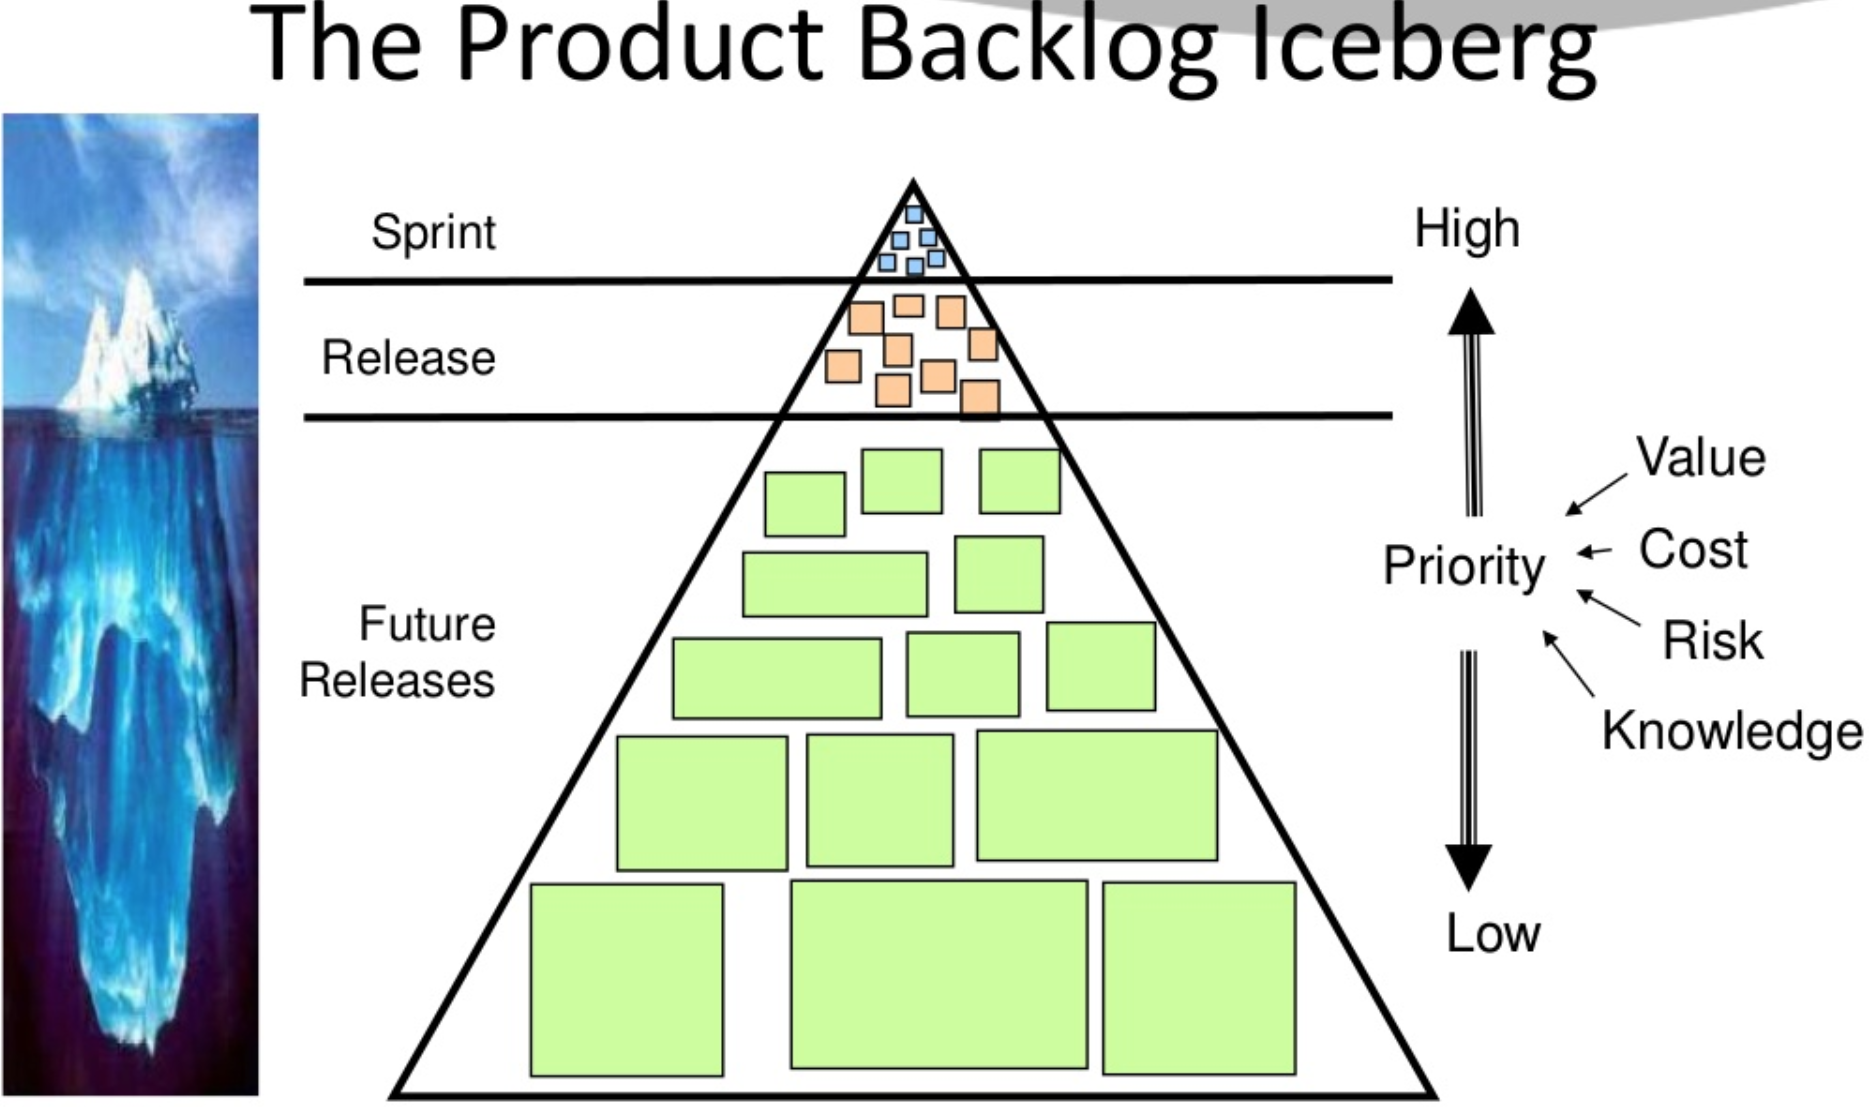 The Product Backlog Iceberg
Sprint
High
Release
Value
Cost
Priority
Future
Releases
Risk
Knowledge
Low